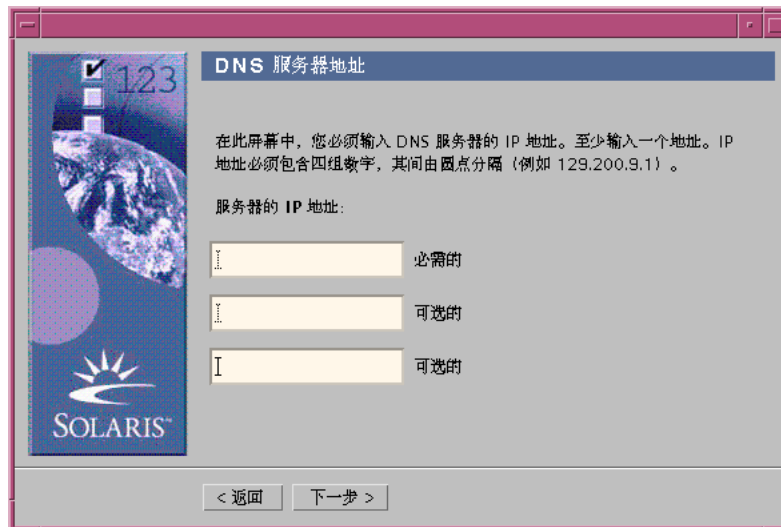 123
DNS 服务器地址
在此屏幕中，您必须输入 DNS 服务器的 IP 地址。至少输入一个地址。IP
地址必须包含四组数字，其间由圆点分隔（例如 129.200.9.1）。
服务器的 IP 地址:
必需的
可选的
可选的
SOLARIS™
< 返回
下一步 >